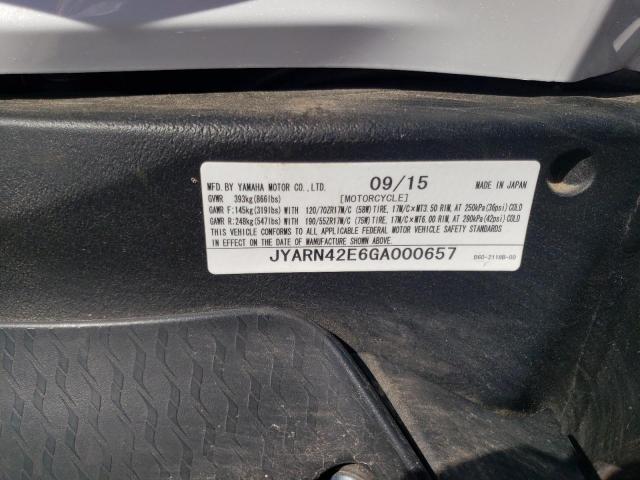 MFD. BY YAMAHA MOTOR CO., LTD. 09/15 MADE IN JAPAN
GVWR 393kg (866lbs) [MOTORCYCLE]
GAWR F: 145kg (319lbs) WITH 120/70ZR17M/C (58W) TIRE, 17M/C×MT3.50 RIM, AT 250kPa (36psi) COLD
GAWR R: 248kg (547lbs) WITH 190/55ZR17M/C (75W) TIRE, 17M/C×MT6.00 RIM, AT 290kPa (42psi) COLD
THIS VEHICLE CONFORMS TO ALL APPLICABLE FEDERAL MOTOR VEHICLE SAFETY STANDARDS
IN EFFECT ON THE DATE OF MANUFACTURE SHOWN ABOVE.
JYARN42E6GA000657 B60-2118B-00